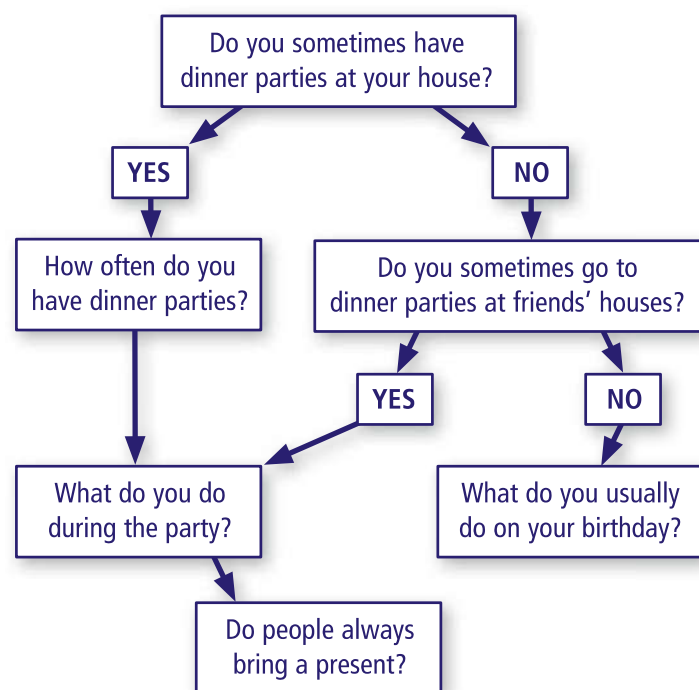 Do you sometimes have
dinner parties at your house?
YES
NO
How often do you
have dinner parties?
Do you sometimes go to
dinner parties at friends’ houses?
YES
NO
What do you do
during the party?
What do you usually
do on your birthday?
Do people always
bring a present?